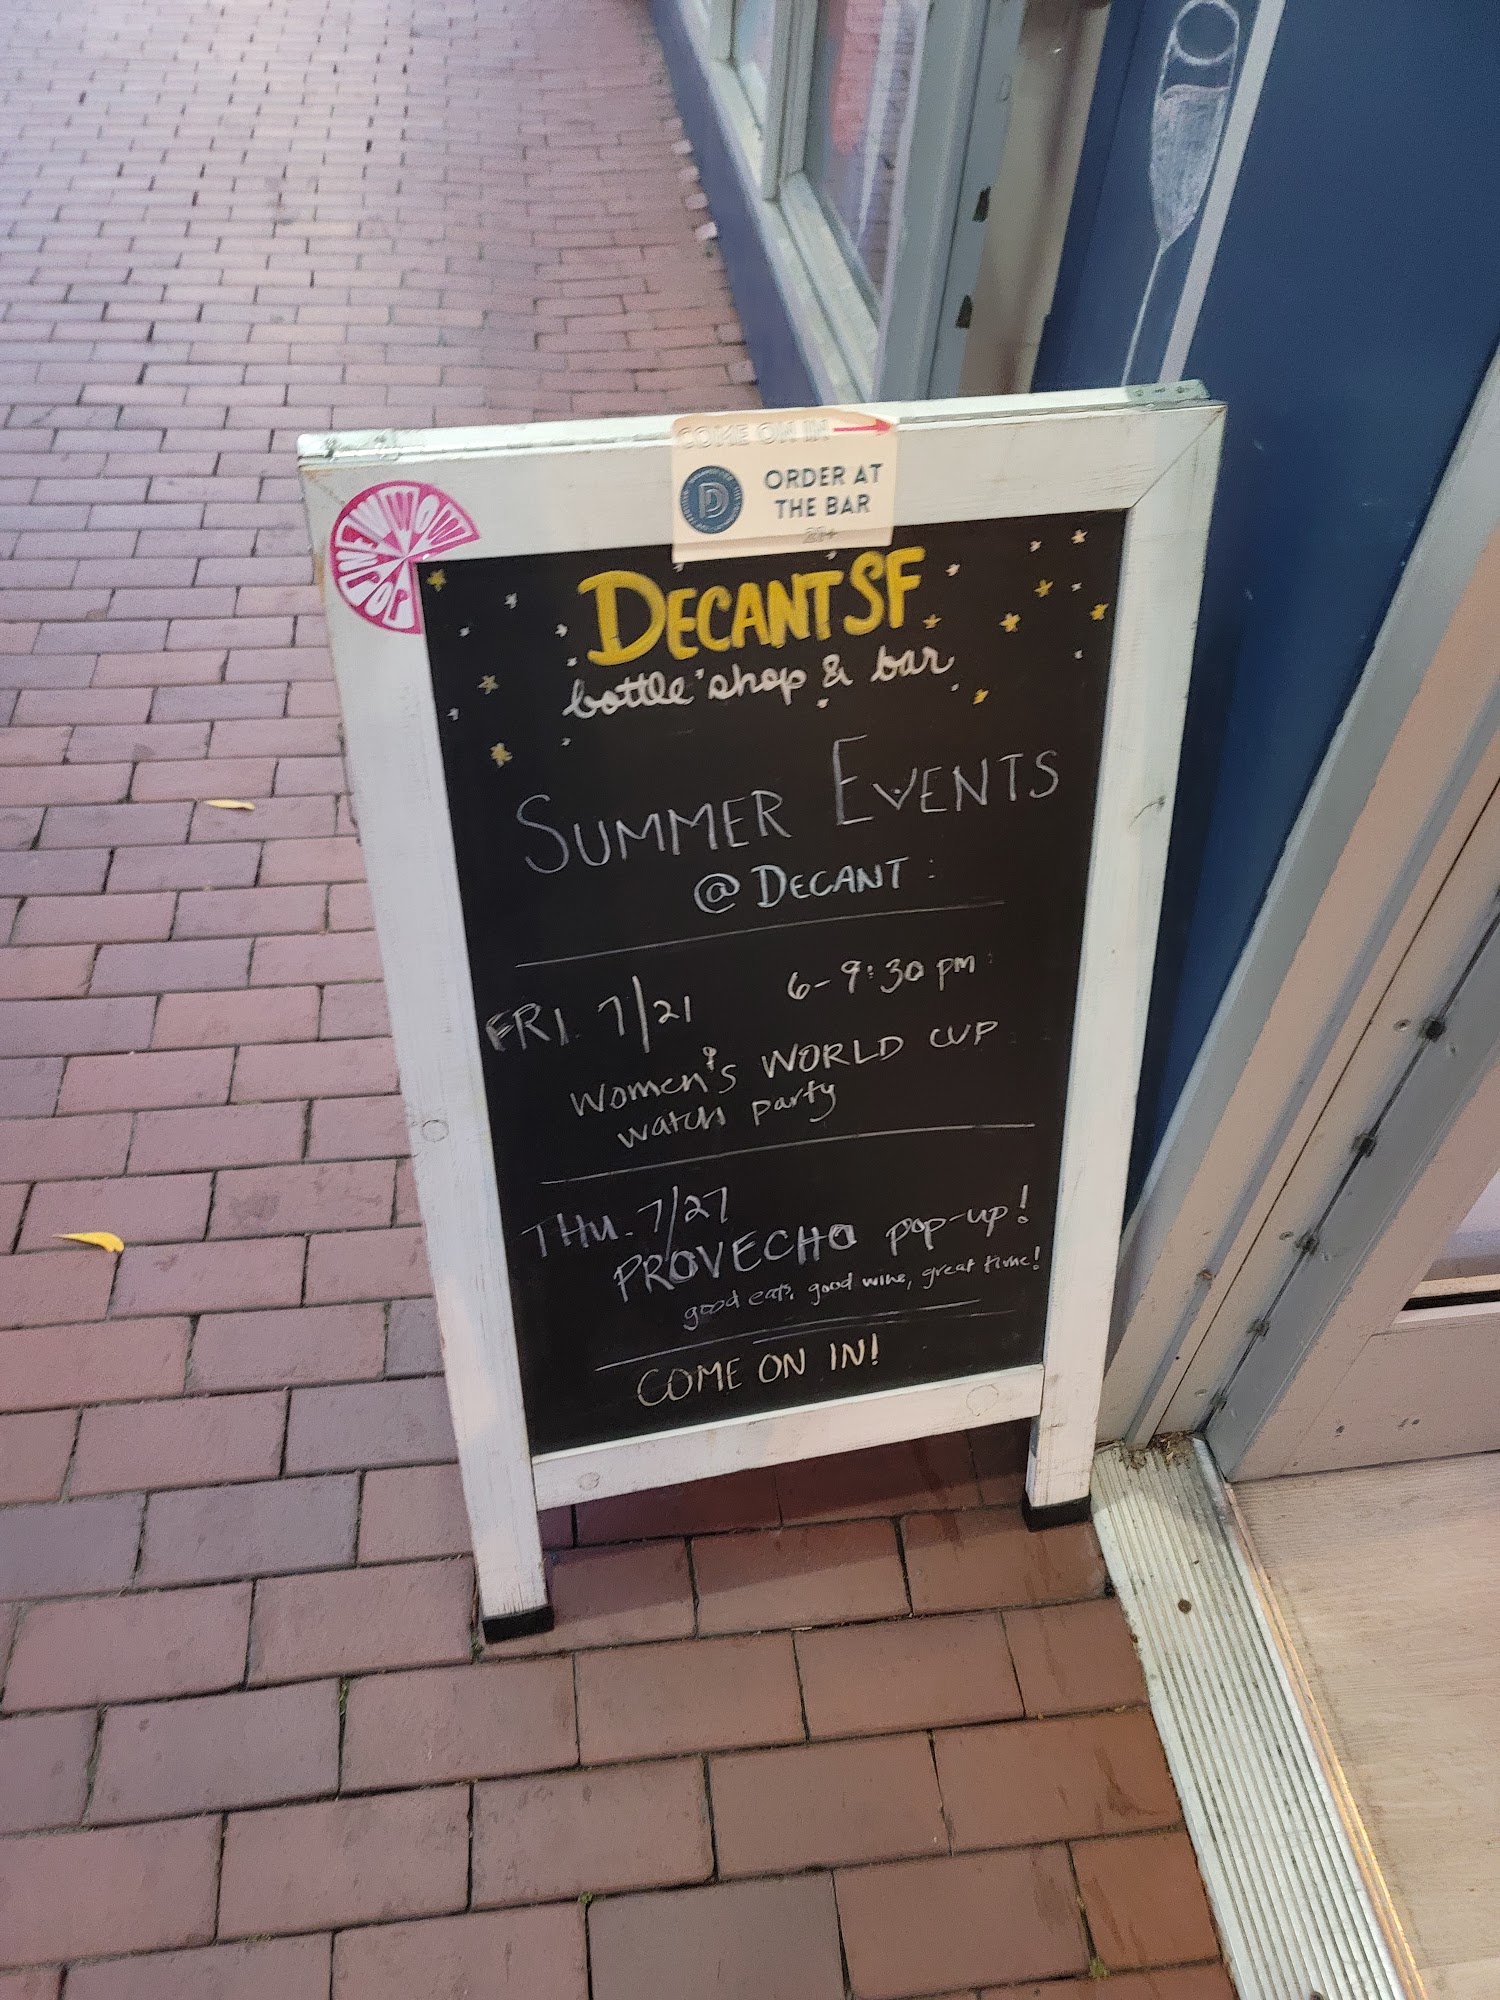 COME ON IN
ORDER AT
THE BAR
21+
WOW
DECANT SF
bottle shop & bar
SUMMER EVENTS
@ DECANT:
FRI. 7/21 6-9:30 pm
Women's WORLD CUP
watch party
THU. 7/27
PROVECHO pop-up!
good eats, good wine, great time!
COME ON IN!